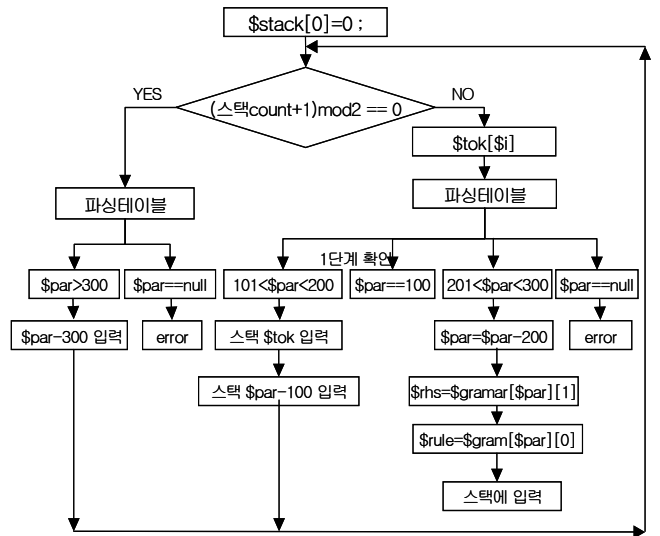 $stack[0]=0 ;
YES
(스택count+1)mod2 == 0
NO
$tok[$i]
파싱테이블
파싱테이블
1단계 확인
$par>300
$par==null
101<$par<200
$par==100
201<$par<300
$par==null
$par-300 입력
error
스택 $tok 입력
$par=$par-200
error
스택 $par-100 입력
$rhs=$gramar[$par][1]
$rule=$gram[$par][0]
스택에 입력